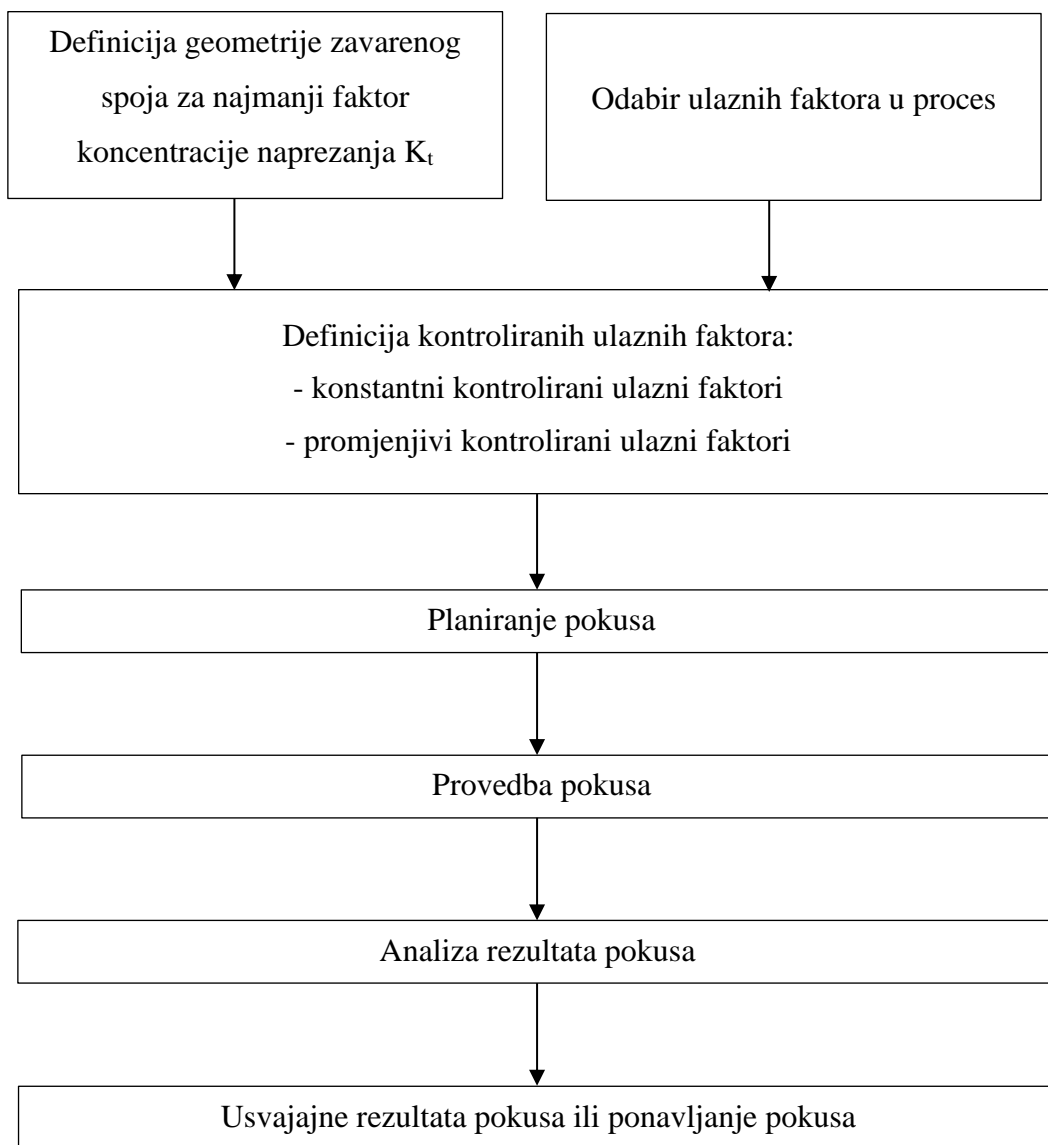 Definicija geometrije zavarenog
spoja za najmanji faktor
koncentracije naprezanja Kₜ
Odabir ulaznih faktora u proces
Definicija kontroliranih ulaznih faktora:
- konstantni kontrolirani ulazni faktori
- promjenjivi kontrolirani ulazni faktori
Planiranje pokusa
Provedba pokusa
Analiza rezultata pokusa
Usvajajne rezultata pokusa ili ponavljanje pokusa